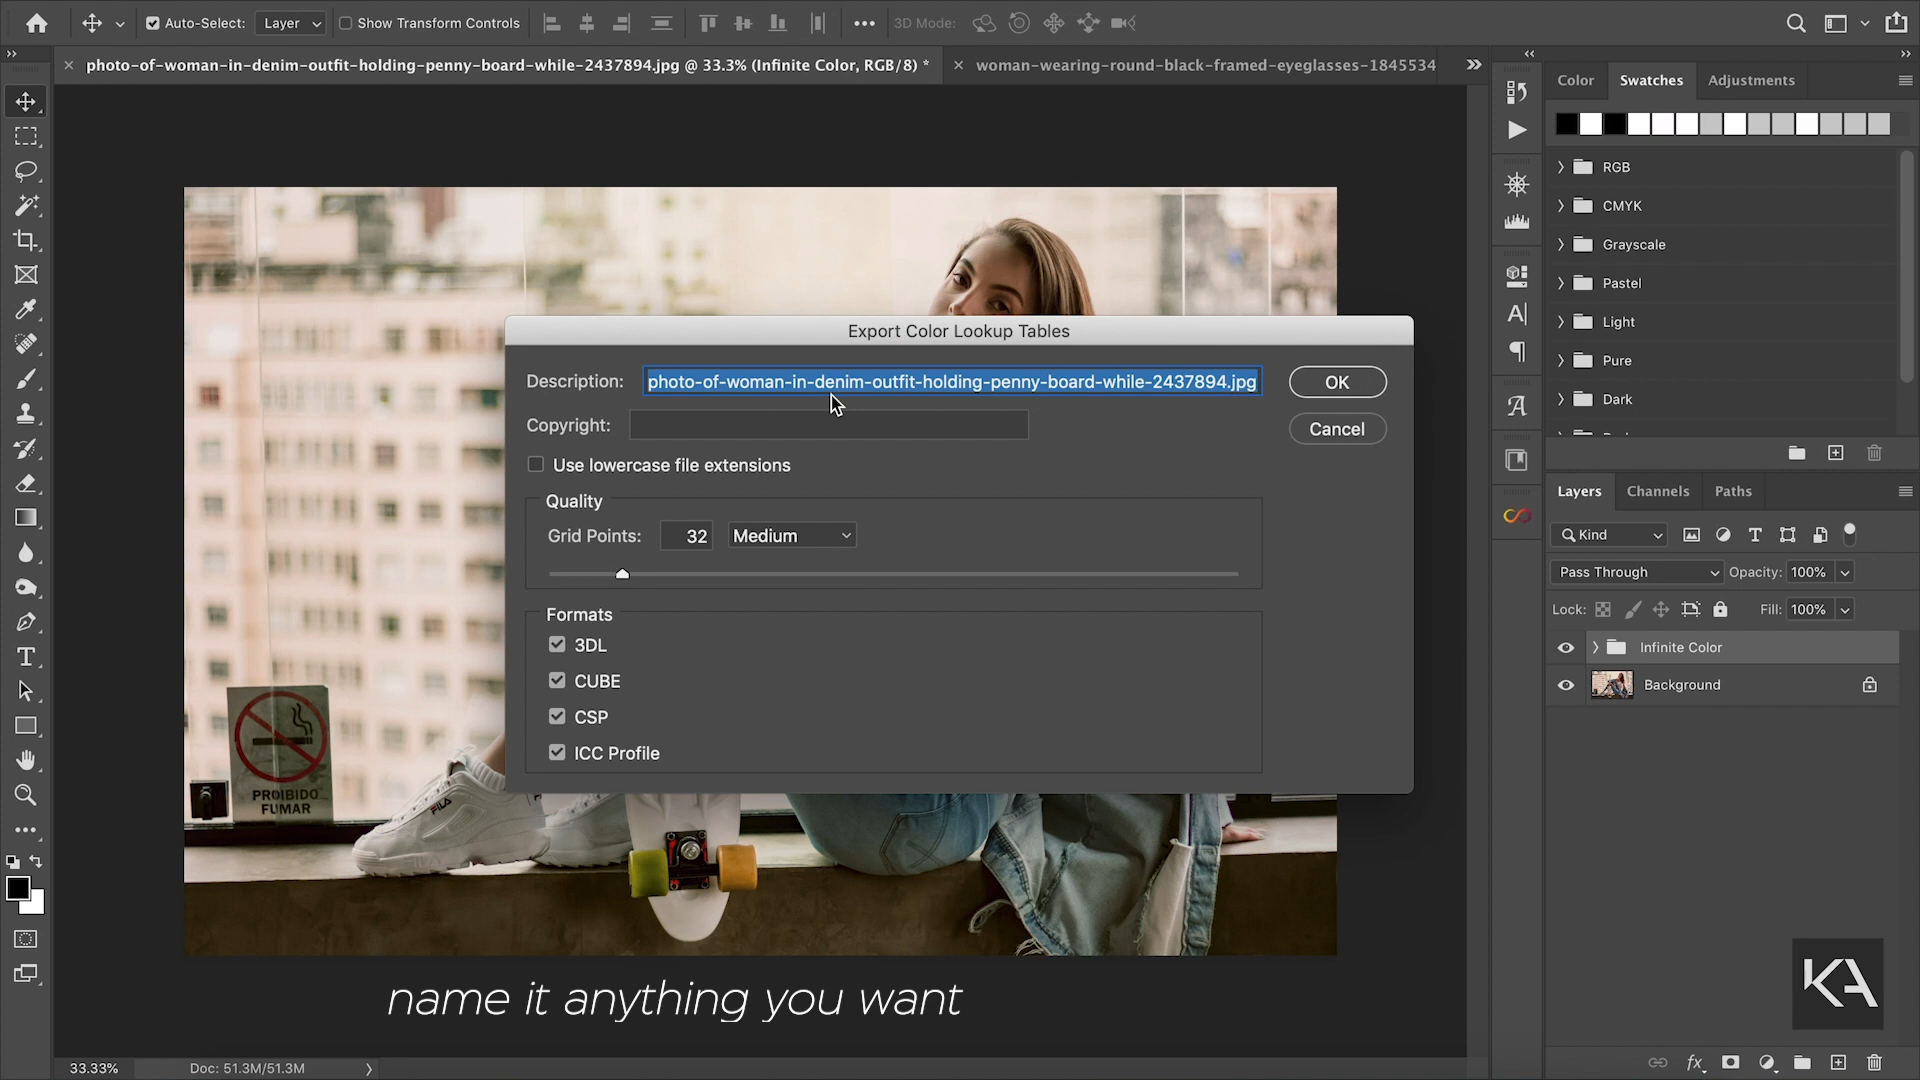 Auto-Select: Layer Show Transform Controls 3D Mode:
photo-of-woman-in-denim-outfit-holding-penny-board-while-2437894.jpg @ 33.3% (Infinite Color, RGB/8) *
woman-wearing-round-black-framed-eyeglasses-1845534
Color Swatches Adjustments
RGB
CMYK
Grayscale
Pastel
Light
Pure
Dark
Export Color Lookup Tables
Description: photo-of-woman-in-denim-outfit-holding-penny-board-while-2437894.jpg OK
Copyright: Cancel
Use lowercase file extensions
Quality
Grid Points: 32 Medium
Formats
3DL
CUBE
CSP
ICC Profile
Layers Channels Paths
Kind
Pass Through Opacity: 100%
Lock: Fill: 100%
Infinite Color
Background
PROIBIDO
FUMAR
FILA
name it anything you want
KA
33.33% Doc: 51.3M/51.3M